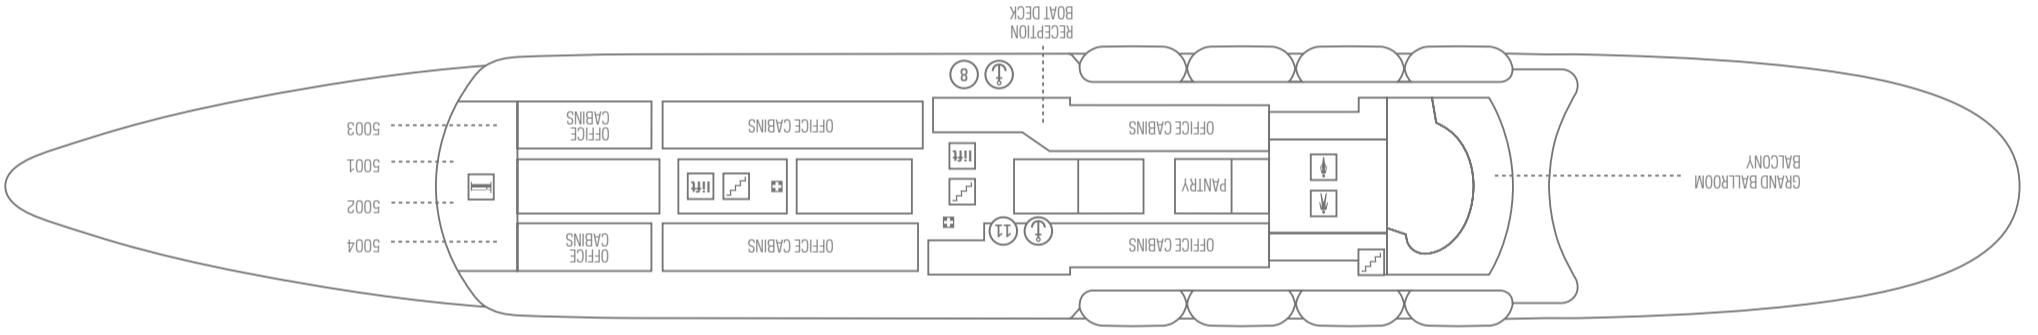 11
OFFICE CABINS
OFFICE CABINS
OFFICE
CABINS
5004
5002
GRAND BALLROOM
BALCONY
PANTRY
lift
lift
5001
OFFICE CABINS
OFFICE CABINS
OFFICE
CABINS
5003
8
RECEPTION
BOAT DECK